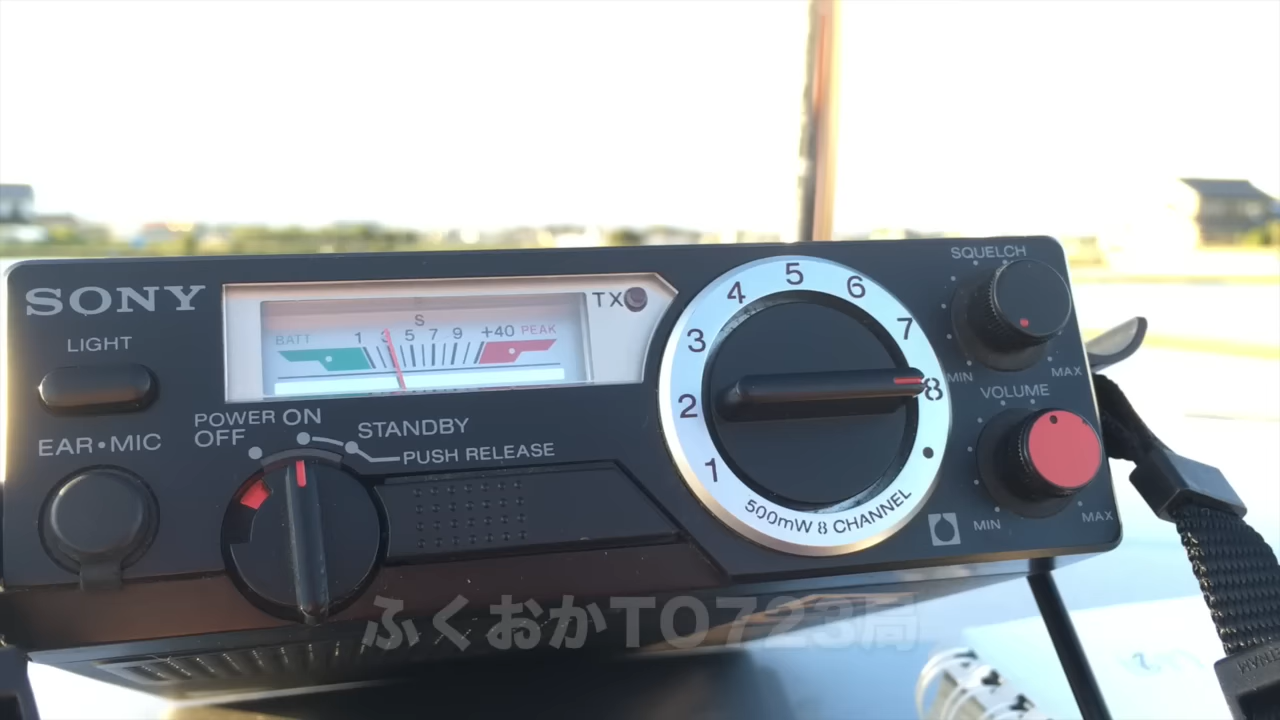 SONY
LIGHT
EAR•MIC
BATT 1 3 5 7 9 +40 PEAK
S
TX
POWER ON
OFF
STANDBY
PUSH RELEASE
1 2 3 4 5 6 7 8 •
500mW 8 CHANNEL
SQUELCH
MIN MAX
VOLUME
MIN MAX
ふくおかTO723局